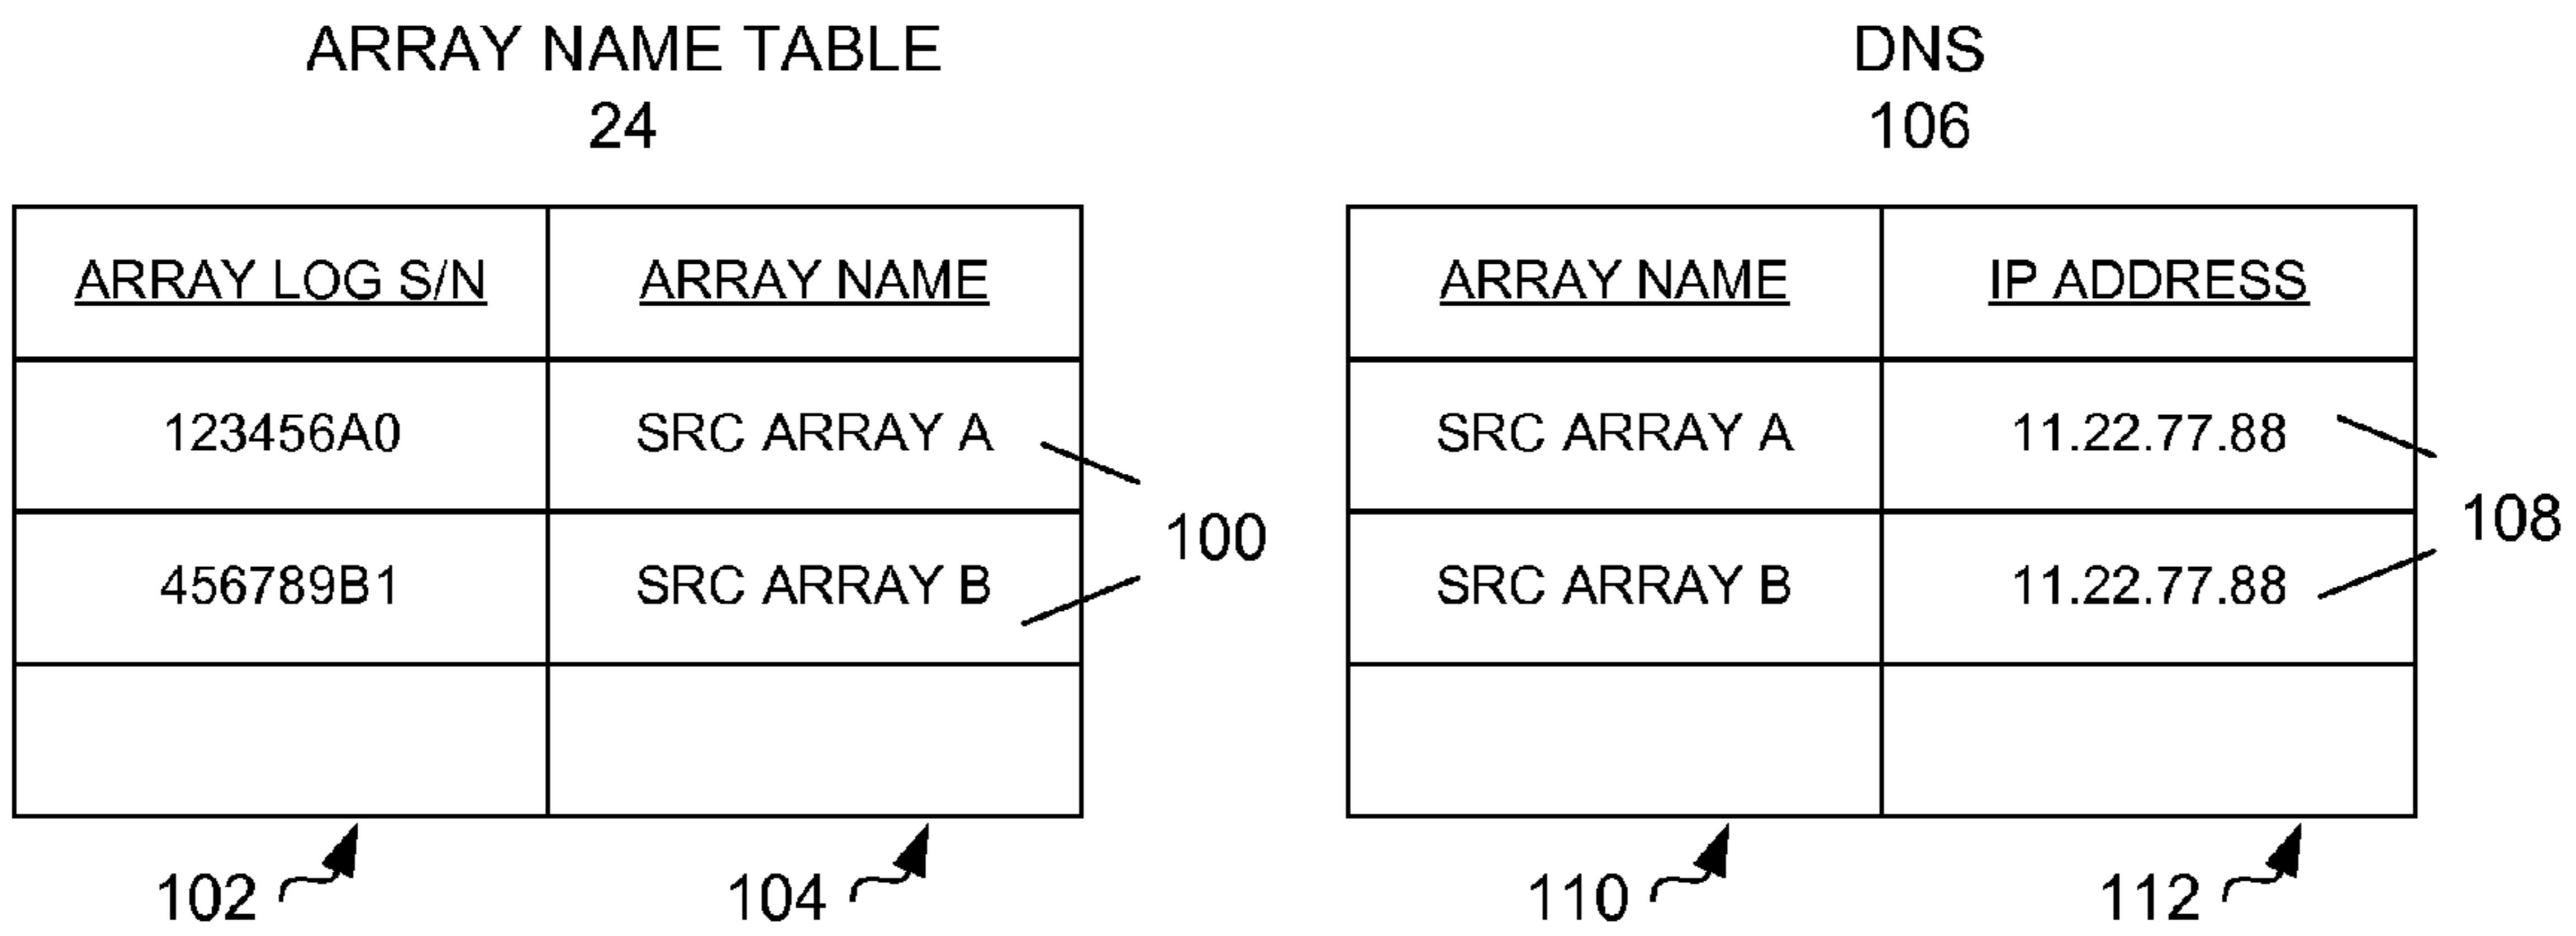 ARRAY NAME TABLE
24
ARRAY LOG S/N ARRAY NAME
123456A0 SRC ARRAY A
456789B1 SRC ARRAY B
100
102 104
DNS
106
ARRAY NAME IP ADDRESS
SRC ARRAY A 11.22.77.88
SRC ARRAY B 11.22.77.88
108
110 112